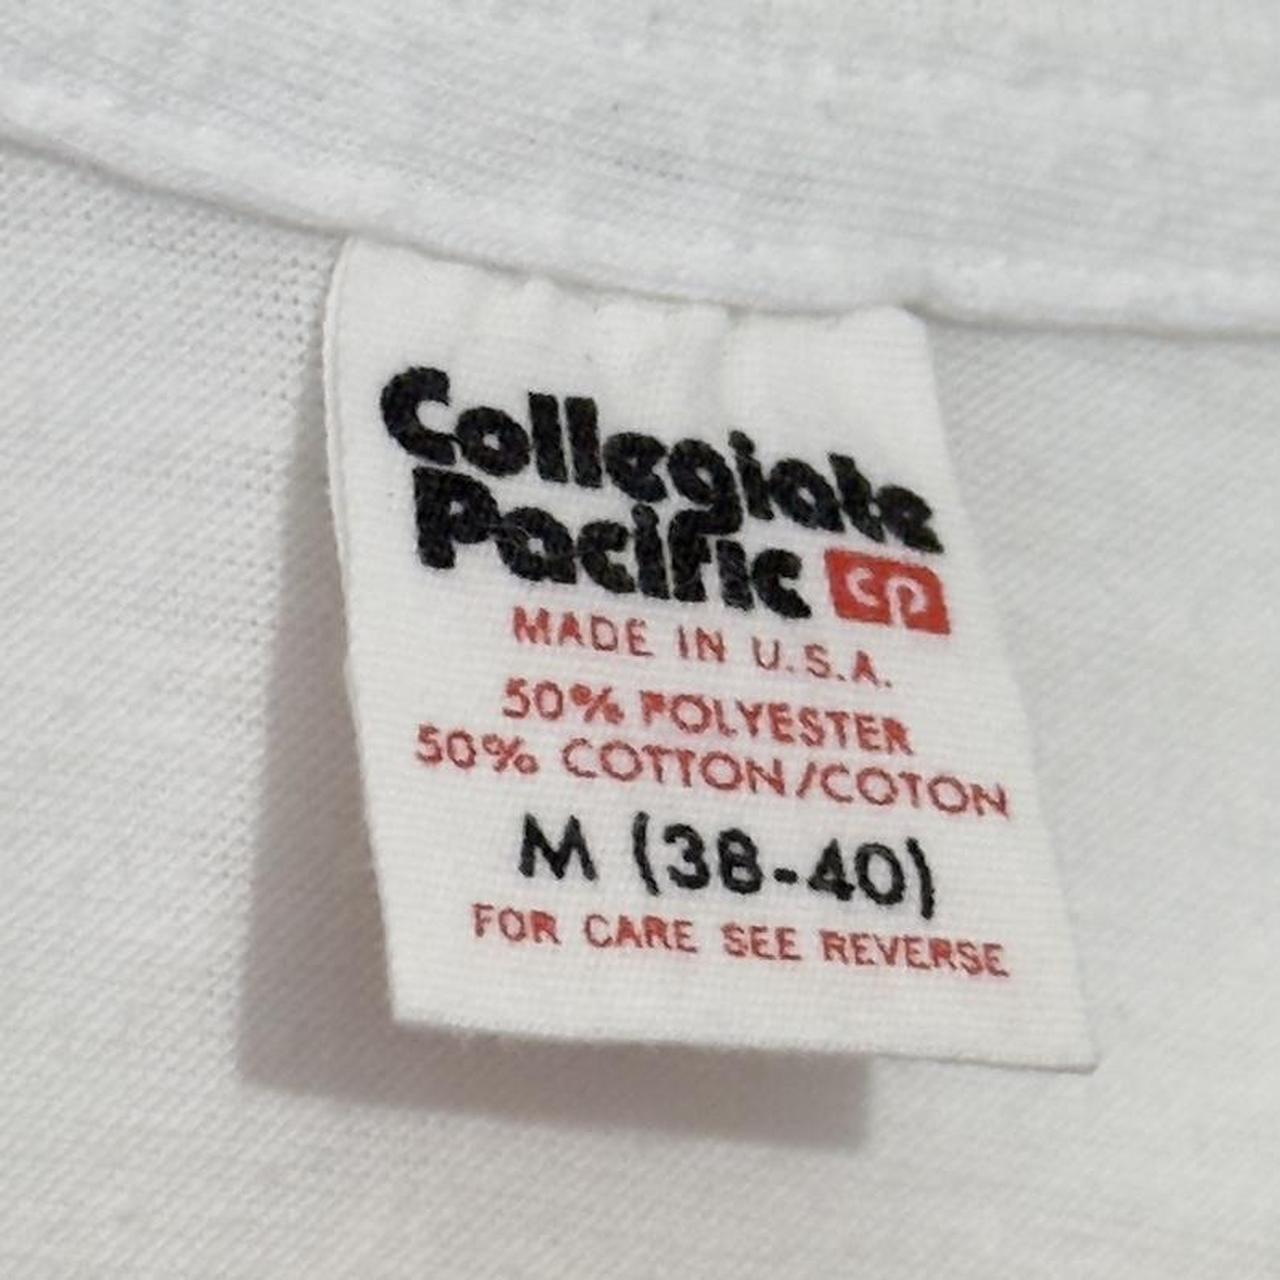 Collegiate
Pacific cp
MADE IN U.S.A.
50% POLYESTER
50% COTTON/COTON
M (38-40)
FOR CARE SEE REVERSE